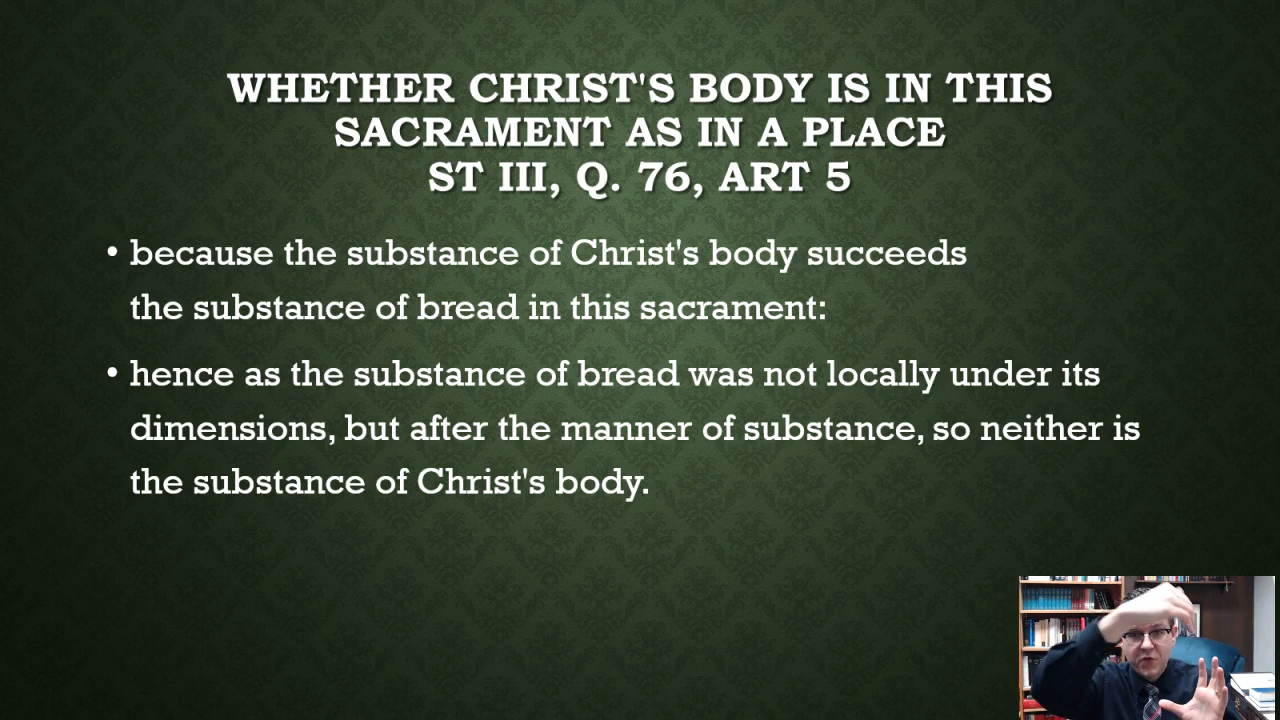 WHETHER CHRIST'S BODY IS IN THIS
SACRAMENT AS IN A PLACE
ST III, Q. 76, ART 5
• because the substance of Christ's body succeeds
the substance of bread in this sacrament:
• hence as the substance of bread was not locally under its
dimensions, but after the manner of substance, so neither is
the substance of Christ's body.